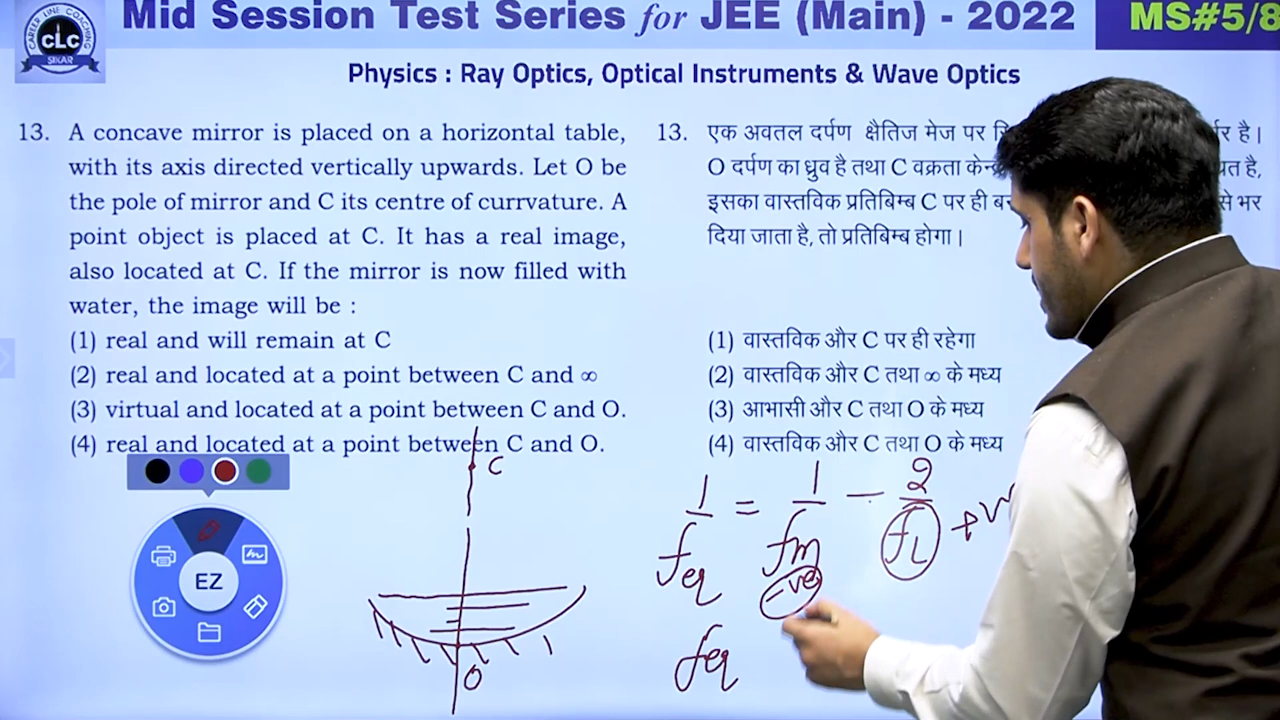 Mid Session Test Series for JEE (Main) - 2022
MS#5/8
CAREER LINE COACHING
CLC
SIKAR
Physics : Ray Optics, Optical Instruments & Wave Optics
13. A concave mirror is placed on a horizontal table,
with its axis directed vertically upwards. Let O be
the pole of mirror and C its centre of currvature. A
point object is placed at C. It has a real image,
also located at C. If the mirror is now filled with
water, the image will be :
(1) real and will remain at C
(2) real and located at a point between C and ∞
(3) virtual and located at a point between C and O.
(4) real and located at a point between C and O.
13. एक अवतल दर्पण क्षैतिज मेज पर है।
O दर्पण का ध्रुव है तथा C वक्रता
इसका वास्तविक प्रतिबिम्ब C पर ही से भर
दिया जाता है, तो प्रतिबिम्ब होगा।
(1) वास्तविक और C पर ही रहेगा
(2) वास्तविक और C तथा ∞ के मध्य
(3) आभासी और C तथा O के मध्य
(4) वास्तविक और C तथा O के मध्य
C
O
EZ
1/feq = 1/fm - 2/fL
-ve
feq